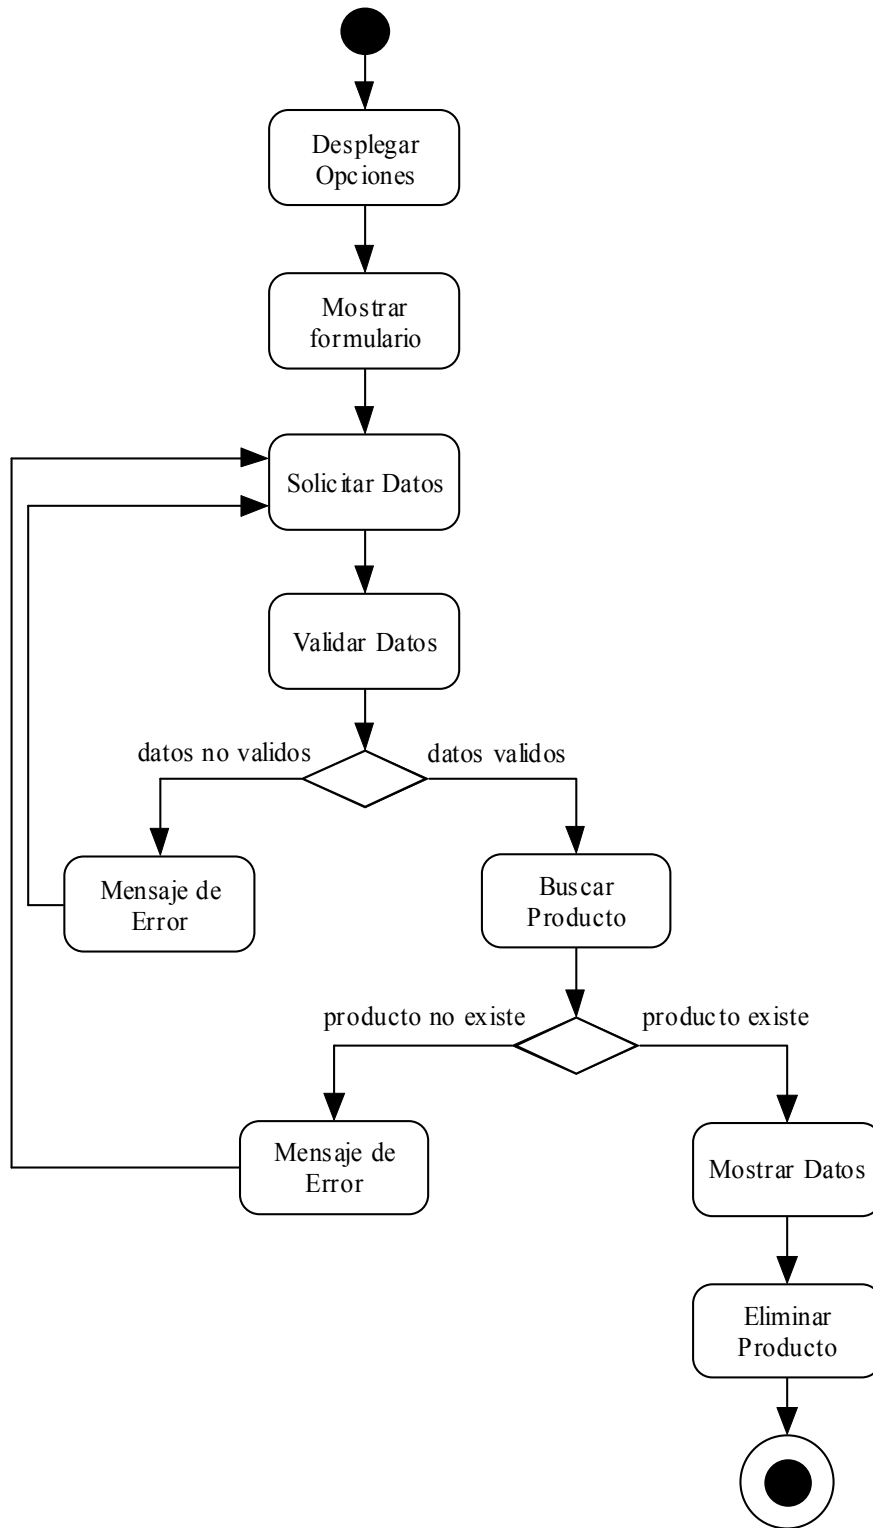 Desplegar
Opciones
Mostrar
formulario
Solicitar Datos
Validar Datos
datos no validos
datos validos
Mensaje de
Error
Buscar
Producto
producto no existe
producto existe
Mensaje de
Error
Mostrar Datos
Eliminar
Producto